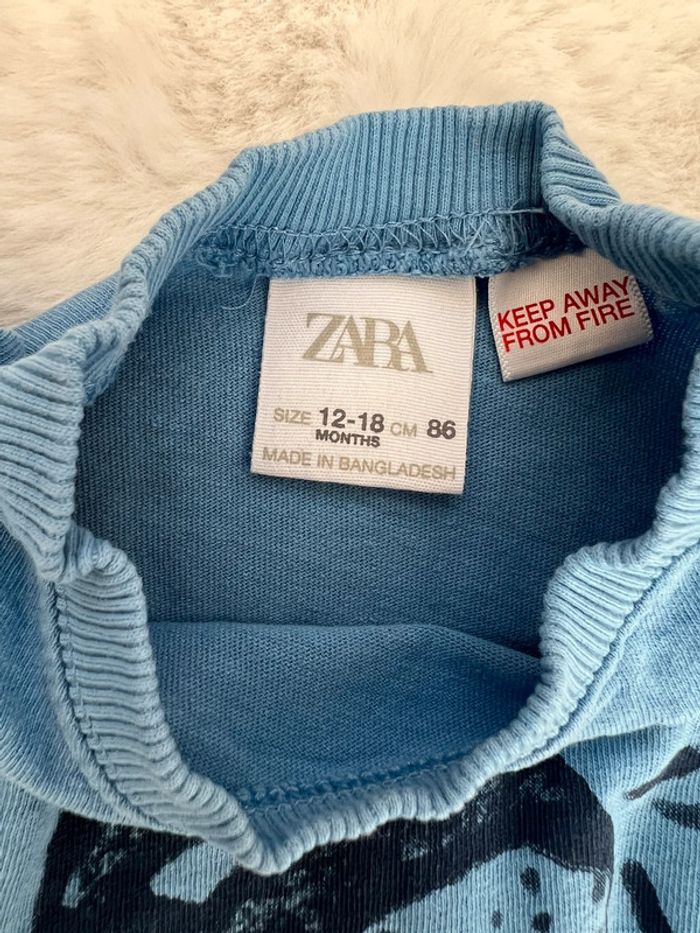 ZARA
SIZE 12-18 CM 86
MONTHS
MADE IN BANGLADESH
KEEP AWAY
FROM FIRE